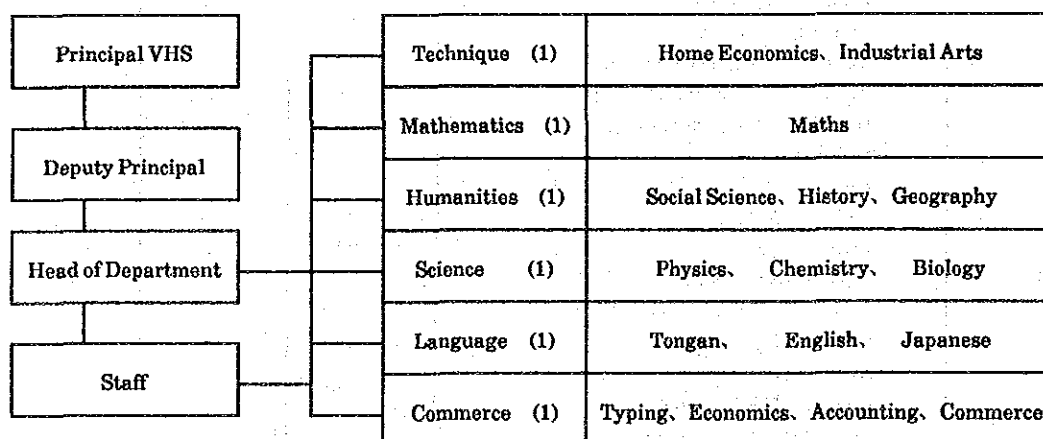 Principal VHS
Deputy Principal
Head of Department
Staff
Technique (1) Home Economics、Industrial Arts
Mathematics (1) Maths
Humanities (1) Social Science、History、Geography
Science (1) Physics、 Chemistry、 Biology
Language (1) Tongan、 English、 Japanese
Commerce (1) Typing、Economics、Accounting、Commerce